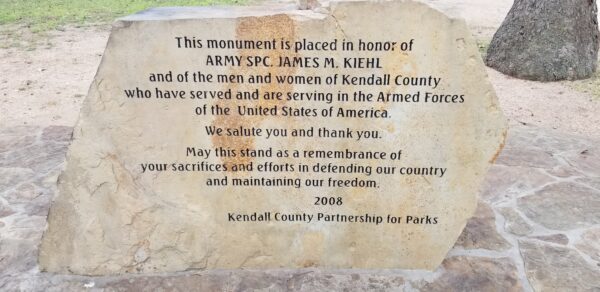 This monument is placed in honor of
ARMY SPC. JAMES M. KIEHL
and of the men and women of Kendall County
who have served and are serving in the Armed Forces
of the United States of America.
We salute you and thank you.
May this stand as a remembrance of
your sacrifices and efforts in defending our country
and maintaining our freedom.
2008
Kendall County Partnership for Parks